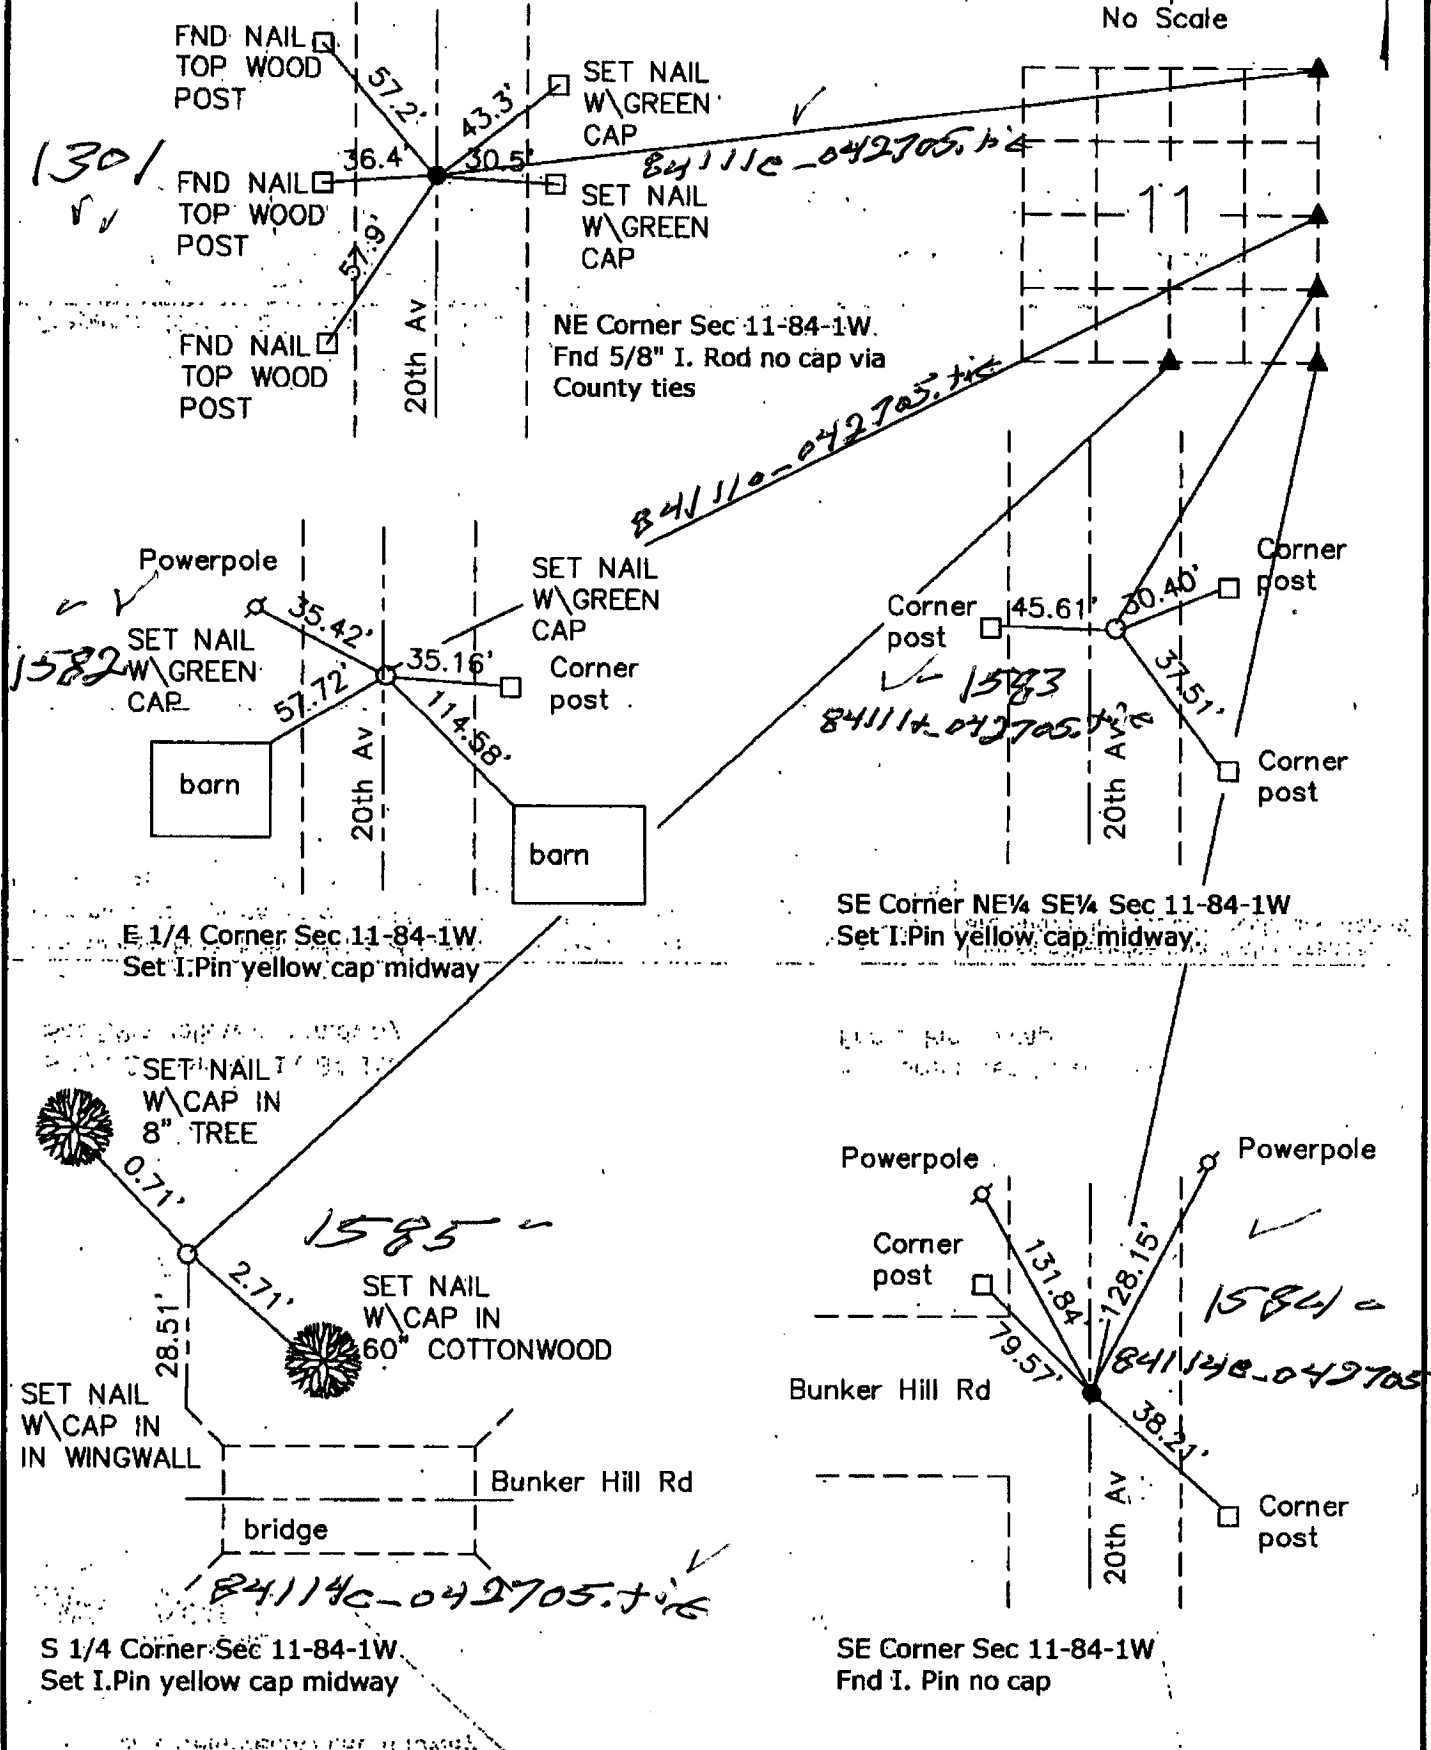 No Scale
FND NAIL
TOP WOOD
POST
57.2'
43.3'
SET NAIL
W\GREEN
CAP
1301
36.4'
30.5'
FND NAIL
TOP WOOD
POST
SET NAIL
W\GREEN
CAP
57.9'
FND NAIL
TOP WOOD
POST
20th Av
11
NE Corner Sec 11-84-1W.
Fnd 5/8" I. Rod no cap via
County ties
Powerpole
35.42'
1582
SET NAIL
W\GREEN
CAP
SET NAIL
W\GREEN
CAP
35.16'
Corner
post
57.72'
114.58'
barn
20th Av
barn
E 1/4 Corner Sec 11-84-1W.
Set I.Pin yellow cap midway
Corner
post
45.61'
30.40'
Corner
post
1583
37.51'
20th Av
Corner
post
SE Corner NE¼ SE¼ Sec 11-84-1W
Set I.Pin yellow cap midway.
SET NAIL
W\CAP IN
8" TREE
0.71'
1585
2.71'
28.51'
SET NAIL
W\CAP IN
60" COTTONWOOD
SET NAIL
W\CAP IN
IN WINGWALL
Bunker Hill Rd
bridge
84114c-042705.tie
S 1/4 Corner Sec 11-84-1W.
Set I.Pin yellow cap midway
Powerpole
Powerpole
Corner
post
131.84'
128.15'
1584
79.57'
Bunker Hill Rd
38.21'
20th Av
Corner
post
SE Corner Sec 11-84-1W
Fnd I. Pin no cap